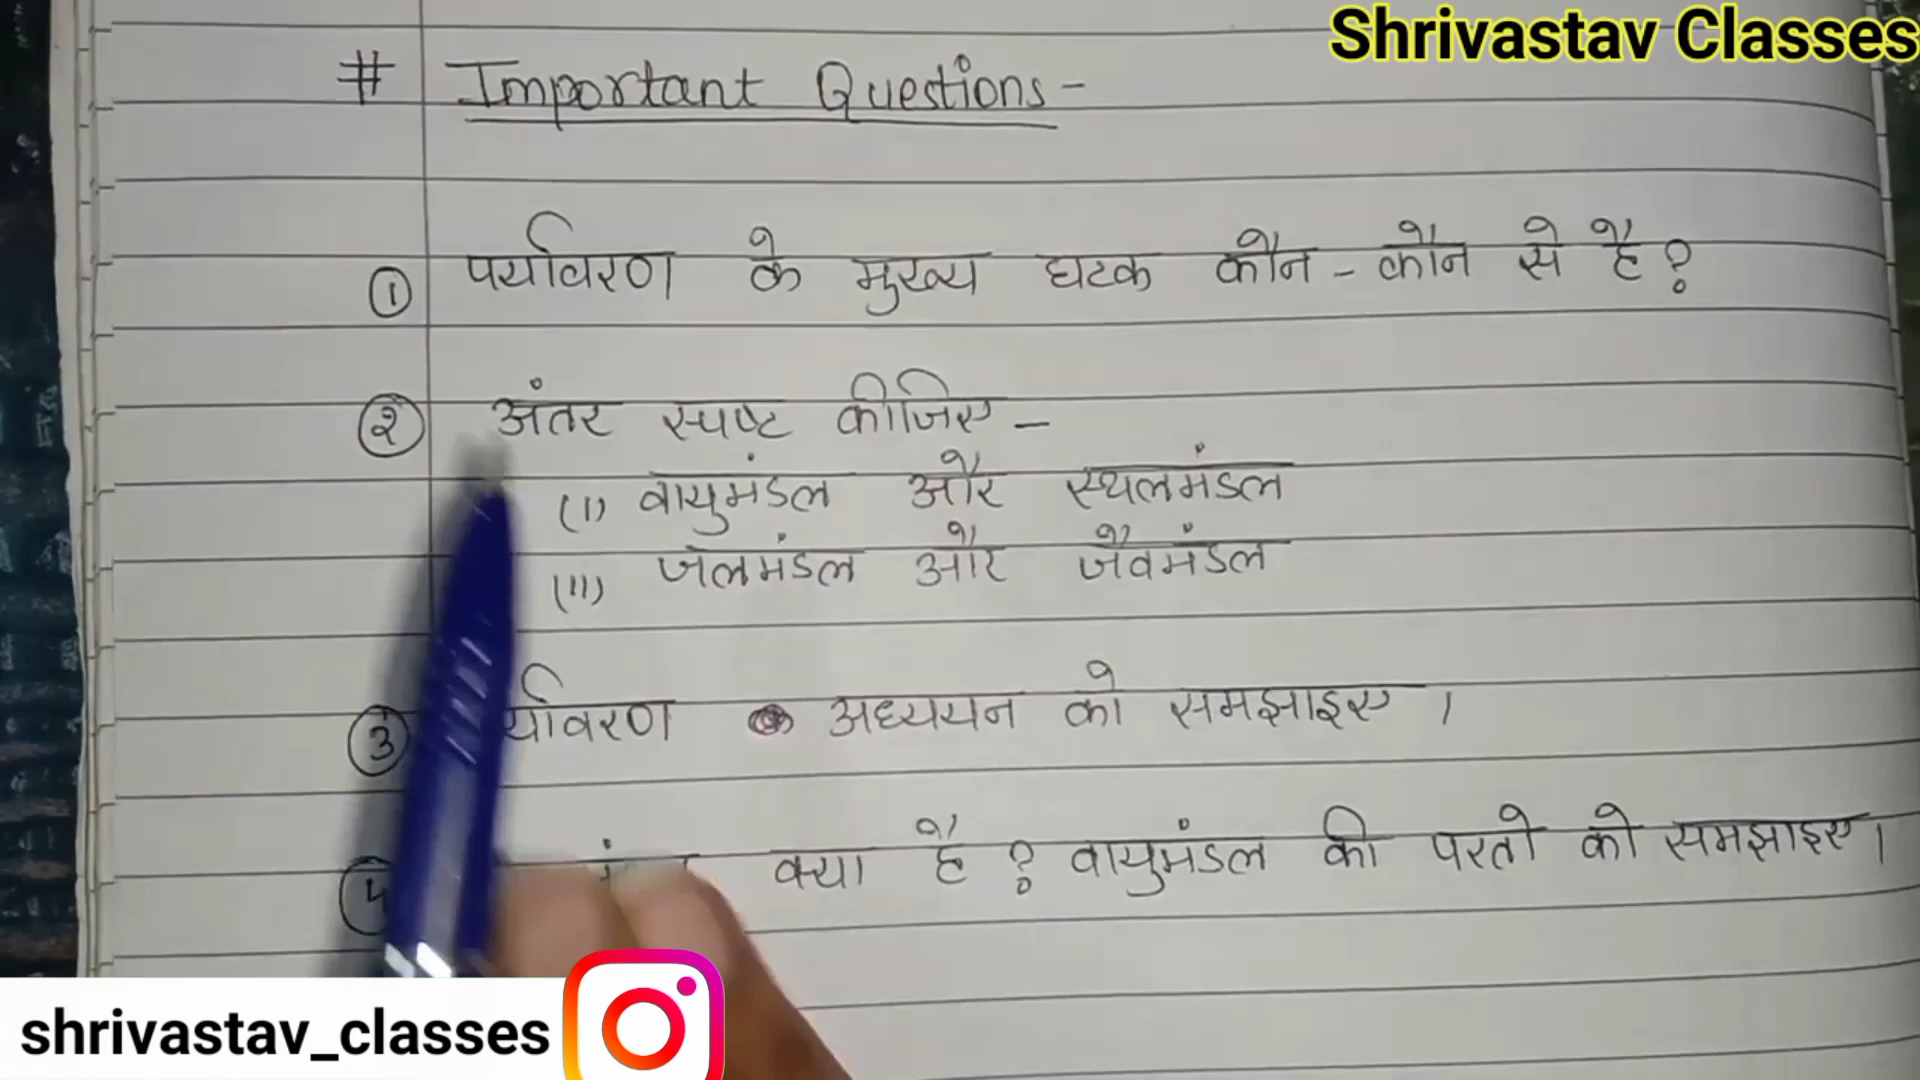 Shrivastav Classes
# Important Questions -
① पर्यावरण के मुख्य घटक कौन - कौन से है ?
② अंतर स्पष्ट कीजिए -
(I) वायुमंडल और स्थलमंडल
(II) जलमंडल और जैवमंडल
③ र्यावरण अध्ययन को समझाइए ।
④ क्या है ? वायुमंडल की परतो को समझाइए ।
shrivastav_classes